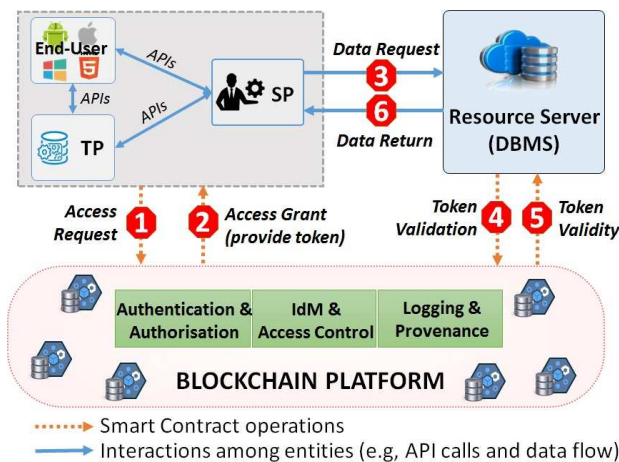 End-User
APIs
APIs
APIs
TP
SP
Data Request
3
6
Data Return
Resource Server
(DBMS)
Access
Request
1
2
Access Grant
(provide token)
Token
Validation
4
5
Token
Validity
Authentication &
Authorisation
IdM &
Access Control
Logging &
Provenance
BLOCKCHAIN PLATFORM
Smart Contract operations
Interactions among entities (e.g, API calls and data flow)